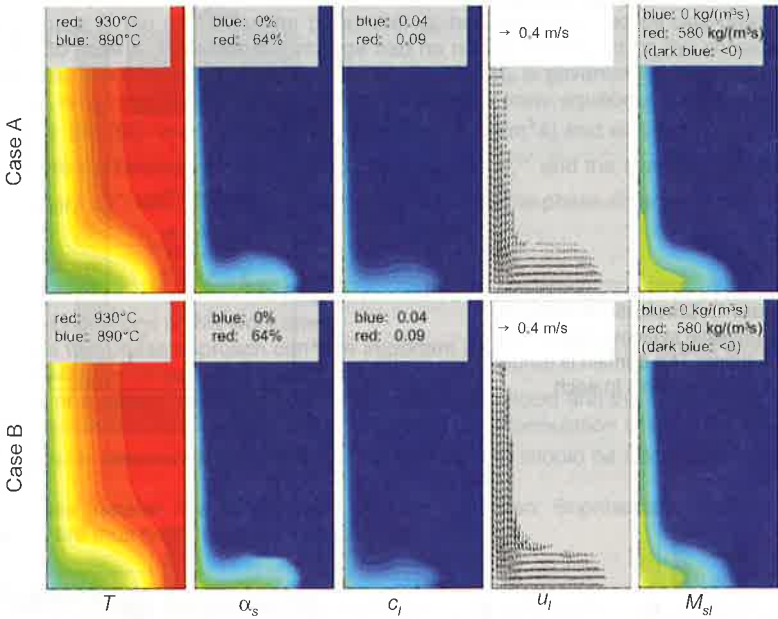 red: 930°C
blue: 890°C
blue: 0%
red: 64%
blue: 0.04
red: 0.09
→ 0.4 m/s
blue: 0 kg/(m³s)
red: 580 kg/(m³s)
(dark blue: <0)
Case A
red: 930°C
blue: 890°C
blue: 0%
red: 64%
blue: 0.04
red: 0.09
→ 0.4 m/s
blue: 0 kg/(m³s)
red: 580 kg/(m³s)
(dark blue: <0)
Case B
T
αs
cl
ul
Msl